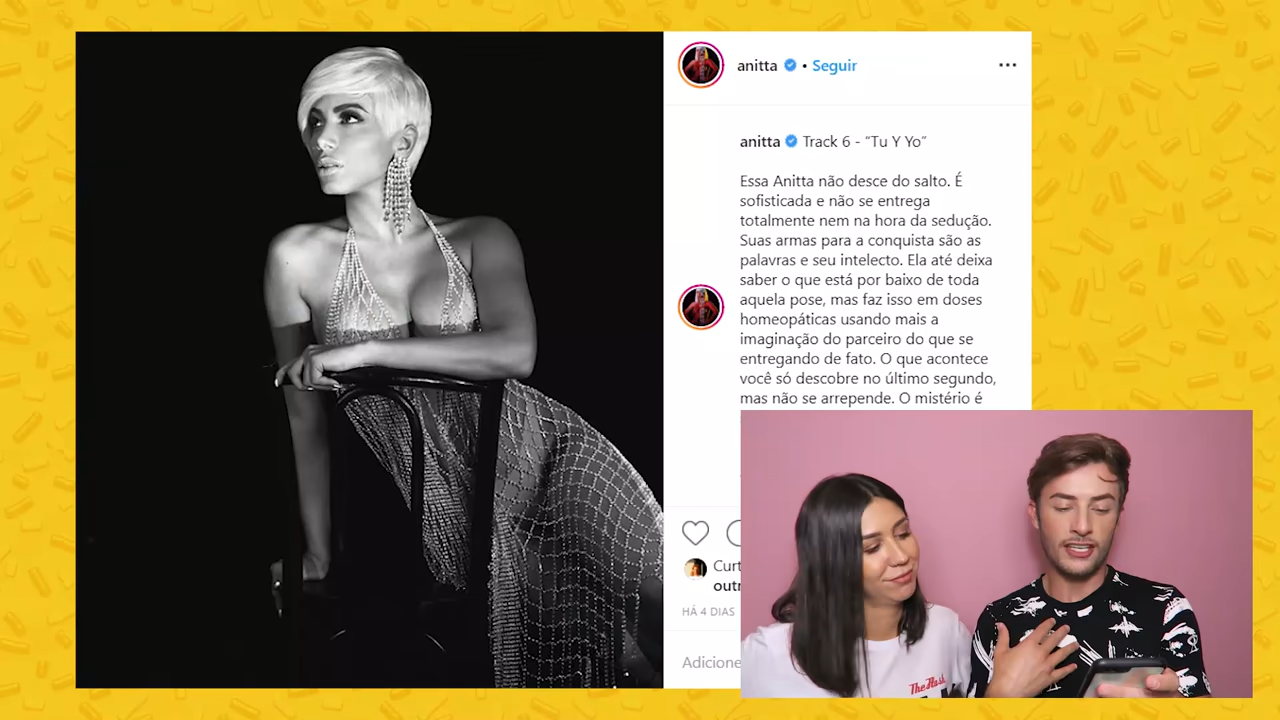 anitta • Seguir
anitta Track 6 - “Tu Y Yo”
Essa Anitta não desce do salto. É
sofisticada e não se entrega
totalmente nem na hora da sedução.
Suas armas para a conquista são as
palavras e seu intelecto. Ela até deixa
saber o que está por baixo de toda
aquela pose, mas faz isso em doses
homeopáticas usando mais a
imaginação do parceiro do que se
entregando de fato. O que acontece
você só descobre no último segundo,
mas não se arrepende. O mistério é
Curt
outr
HÁ 4 DIAS
Adicione